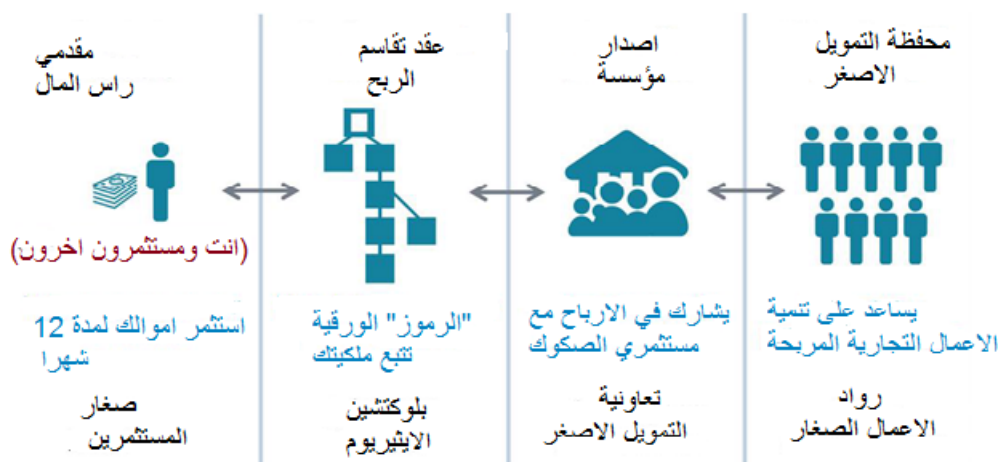 محفظة التمويل
الاصغر
يساعد على تنمية
الاعمال التجارية المربحة
رواد
الاعمال الصغار
اصدار
مؤسسة
يشارك في الارباح مع
مستثمري الصكوك
تعاونية
التمويل الاصغر
عقد تقاسم
الربح
"الرموز" الورقية
تتبع ملكيتك
بلوكتشين
الايثيريوم
مقدمي
راس المال
(انت ومستثمرون اخرون)
استثمر اموالك لمدة 12
شهرا
صغار
المستثمرين